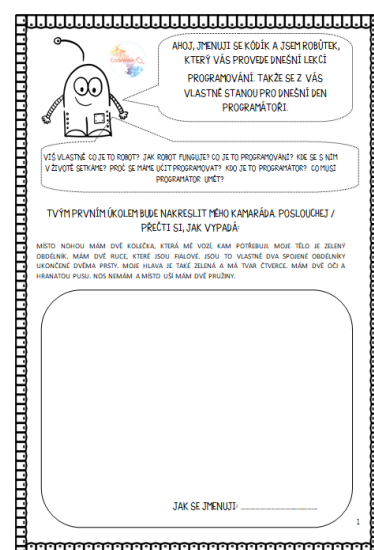 AHOJ, JMENUJI SE KÓDÍK A JSEM ROBŮTEK,
KTERÝ VÁS PROVEDE DNEŠNÍ LEKCÍ
PROGRAMOVÁNÍ. TAKŽE SE Z VÁS
VLASTNĚ STANOU PRO DNEŠNÍ DEN
PROGRAMÁTOŘI.
VÍŠ VLASTNĚ CO JE TO ROBOT? JAK ROBOT FUNGUJE? CO JE TO PROGRAMOVÁNÍ? KDE SE S NÍM
V ŽIVOTĚ SETKÁME? PROČ SE MÁME UČIT PROGRAMOVAT? KDO JE TO PROGRAMÁTOR? CO MUSÍ
PROGRAMÁTOR UMĚT?
TVÝM PRVNÍM ÚKOLEM BUDE NAKRESLIT MÉHO KAMARÁDA. POSLOUCHEJ /
PŘEČTI SI, JAK VYPADÁ:
MÍSTO NOHOU MÁM DVĚ KOLEČKA, KTERÁ MĚ VOZÍ, KAM POTŘEBUJI. MOJE TĚLO JE ZELENÝ
OBDÉLNÍK. MÁM DVĚ RUCE, KTERÉ JSOU FIALOVÉ. JSOU TO VLASTNĚ DVA SPOJENÉ OBDÉLNÍKY
UKONČENÉ DVĚMA PRSTY. MOJE HLAVA JE TAKÉ ZELENÁ A MÁ TVAR ČTVERCE. MÁM DVĚ OČI A
HRANATOU PUSU. NOS NEMÁM A MÍSTO UŠÍ MÁM DVĚ PRUŽINY.
JAK SE JMENUJI: ..............................
1